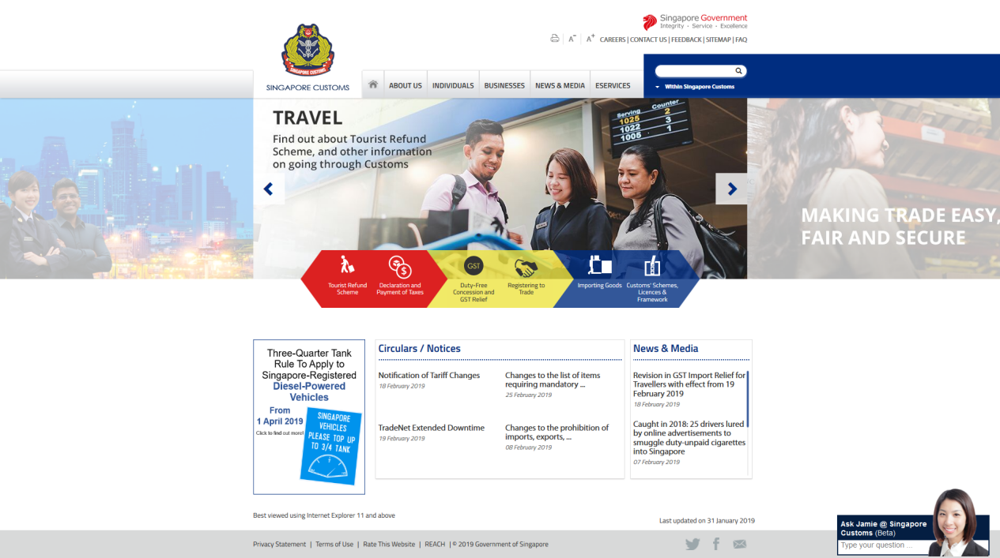 Singapore Government
Integrity · Service · Excellence
A- A+ CAREERS | CONTACT US | FEEDBACK | SITEMAP | FAQ
SINGAPORE CUSTOMS
SINGAPORE CUSTOMS
ABOUT US INDIVIDUALS BUSINESSES NEWS & MEDIA ESERVICES
Within Singapore Customs
TRAVEL
Find out about Tourist Refund
Scheme, and other information
on going through Customs
Serving Counter
1025 2
1022 3
1005 1
MAKING TRADE EASY,
FAIR AND SECURE
Tourist Refund
Scheme
Declaration and
Payment of Taxes
GST
Duty-Free
Concession and
GST Relief
Registering to
Trade
Importing Goods
Customs' Schemes,
Licences &
Framework
Three-Quarter Tank
Rule To Apply to
Singapore-Registered
Diesel-Powered
Vehicles
From
1 April 2019
Click to find out more!
SINGAPORE
VEHICLES
PLEASE TOP UP
TO 3/4 TANK
Circulars / Notices
Notification of Tariff Changes
18 February 2019
Changes to the list of items
requiring mandatory ...
25 February 2019
TradeNet Extended Downtime
19 February 2019
Changes to the prohibition of
imports, exports, ...
08 February 2019
News & Media
Revision in GST Import Relief for
Travellers with effect from 19
February 2019
18 February 2019
Caught in 2018: 25 drivers lured
by online advertisements to
smuggle duty-unpaid cigarettes
into Singapore
07 February 2019
Best viewed using Internet Explorer 11 and above
Last updated on 31 January 2019
Privacy Statement | Terms of Use | Rate This Website | REACH | © 2019 Government of Singapore
Ask Jamie @ Singapore
Customs (Beta)
Type your question ...